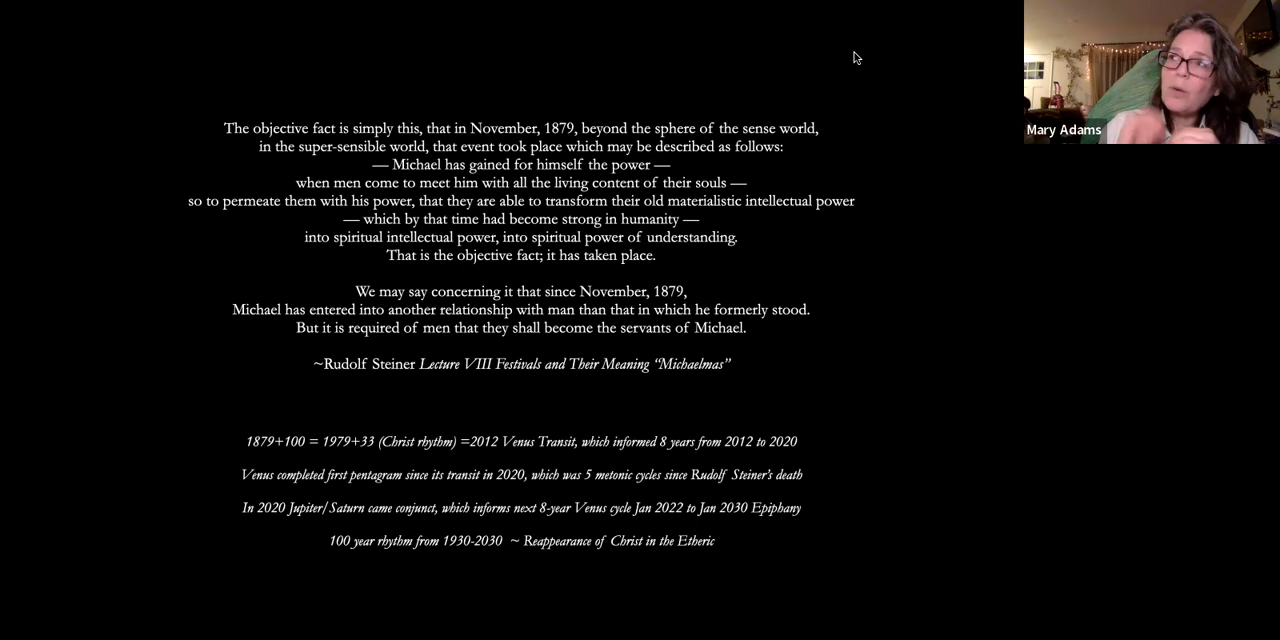 The objective fact is simply this, that in November, 1879, beyond the sphere of the sense world,
in the super-sensible world, that event took place which may be described as follows:
— Michael has gained for himself the power —
when men come to meet him with all the living content of their souls —
so to permeate them with his power, that they are able to transform their old materialistic intellectual power
— which by that time had become strong in humanity —
into spiritual intellectual power, into spiritual power of understanding.
That is the objective fact; it has taken place.
We may say concerning it that since November, 1879,
Michael has entered into another relationship with man than that in which he formerly stood.
But it is required of men that they shall become the servants of Michael.
~Rudolf Steiner Lecture VIII Festivals and Their Meaning “Michaelmas”
1879+100 = 1979+33 (Christ rhythm) =2012 Venus Transit, which informed 8 years from 2012 to 2020
Venus completed first pentagram since its transit in 2020, which was 5 metonic cycles since Rudolf Steiner's death
In 2020 Jupiter/Saturn came conjunct, which informs next 8-year Venus cycle Jan 2022 to Jan 2030 Epiphany
100 year rhythm from 1930-2030 ~ Reappearance of Christ in the Etheric
Mary Adams